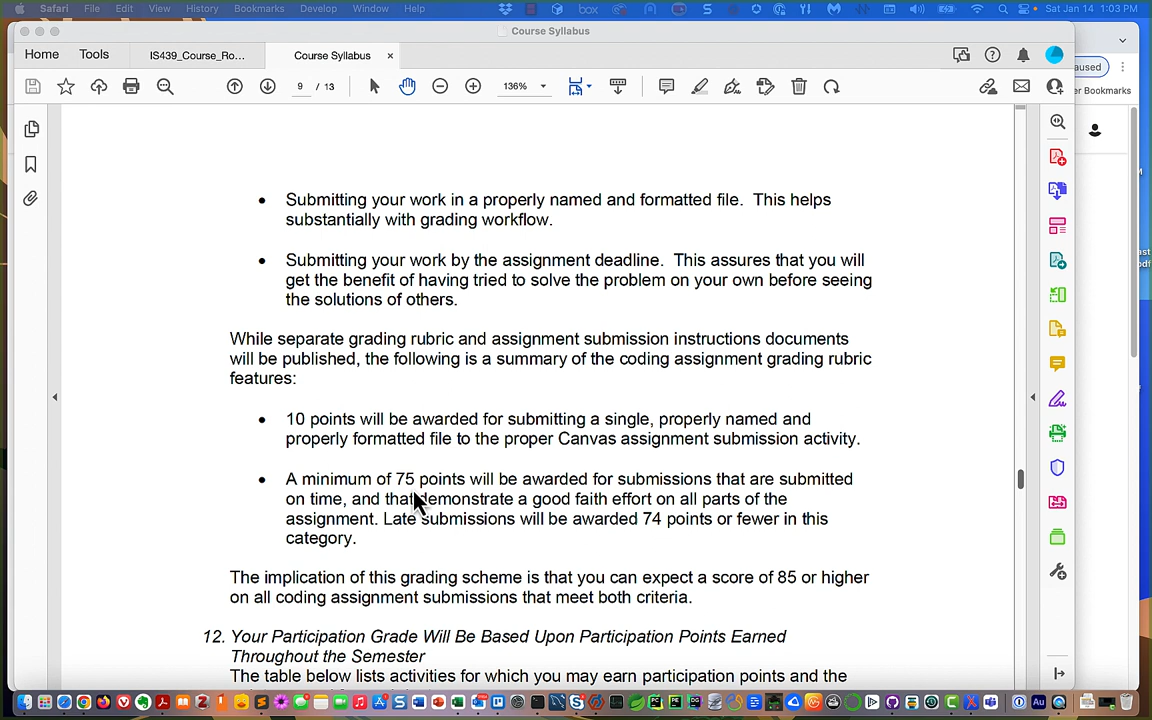 Safari File Edit View History Bookmarks Develop Window Help box Sat Jan 14 1:03 PM
Course Syllabus
Home Tools IS439_Course_Ro... Course Syllabus ×
aused
9 / 13 136%
er Bookmarks
• Submitting your work in a properly named and formatted file. This helps
substantially with grading workflow.
• Submitting your work by the assignment deadline. This assures that you will
get the benefit of having tried to solve the problem on your own before seeing
the solutions of others.
While separate grading rubric and assignment submission instructions documents
will be published, the following is a summary of the coding assignment grading rubric
features:
• 10 points will be awarded for submitting a single, properly named and
properly formatted file to the proper Canvas assignment submission activity.
• A minimum of 75 points will be awarded for submissions that are submitted
on time, and that demonstrate a good faith effort on all parts of the
assignment. Late submissions will be awarded 74 points or fewer in this
category.
The implication of this grading scheme is that you can expect a score of 85 or higher
on all coding assignment submissions that meet both criteria.
12. Your Participation Grade Will Be Based Upon Participation Points Earned
Throughout the Semester
The table below lists activities for which you may earn participation points and the